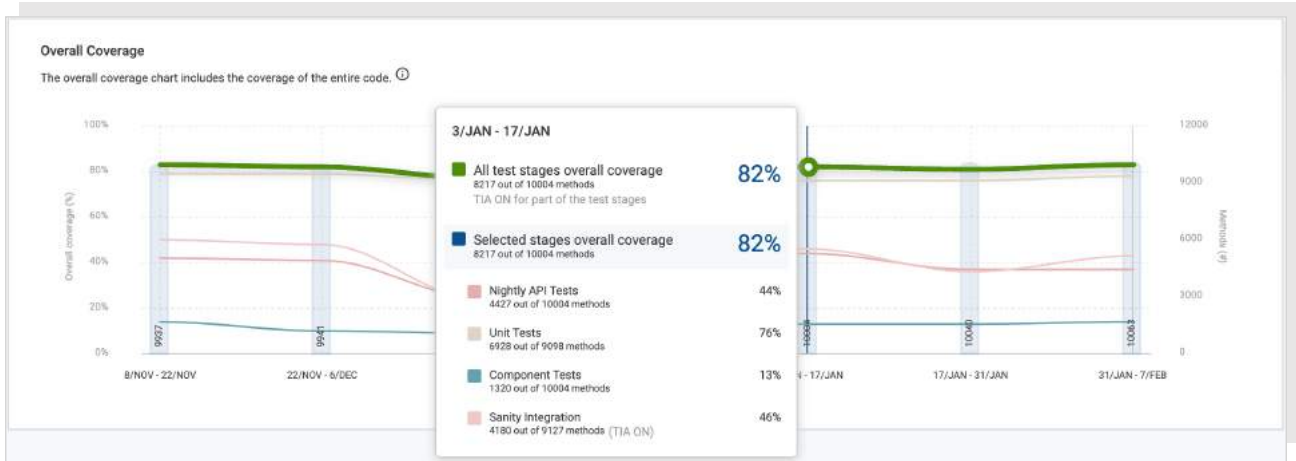 Overall Coverage
The overall coverage chart includes the coverage of the entire code.
100%
80%
60%
40%
20%
0%
Overall coverage (%)
12000
9000
6000
3000
0
Methods (#)
9937
9941
10004
10040
10063
8/NOV - 22/NOV
22/NOV - 6/DEC
- 17/JAN
17/JAN - 31/JAN
31/JAN - 7/FEB
3/JAN - 17/JAN
All test stages overall coverage 82%
8217 out of 10004 methods
TIA ON for part of the test stages
Selected stages overall coverage 82%
8217 out of 10004 methods
Nightly API Tests 44%
4427 out of 10004 methods
Unit Tests 76%
6928 out of 9098 methods
Component Tests 13%
1320 out of 10004 methods
Sanity Integration 46%
4180 out of 9127 methods (TIA ON)